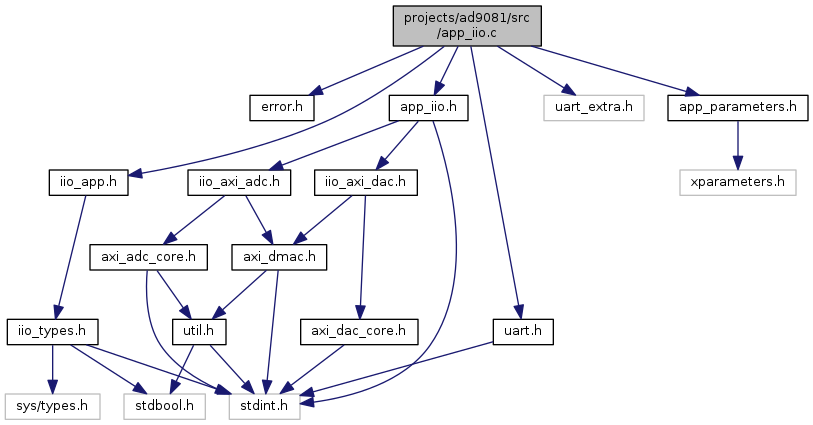 projects/ad9081/src
/app_iio.c
error.h
app_iio.h
uart_extra.h
app_parameters.h
iio_app.h
iio_axi_adc.h
iio_axi_dac.h
xparameters.h
axi_adc_core.h
axi_dmac.h
iio_types.h
util.h
axi_dac_core.h
uart.h
sys/types.h
stdbool.h
stdint.h